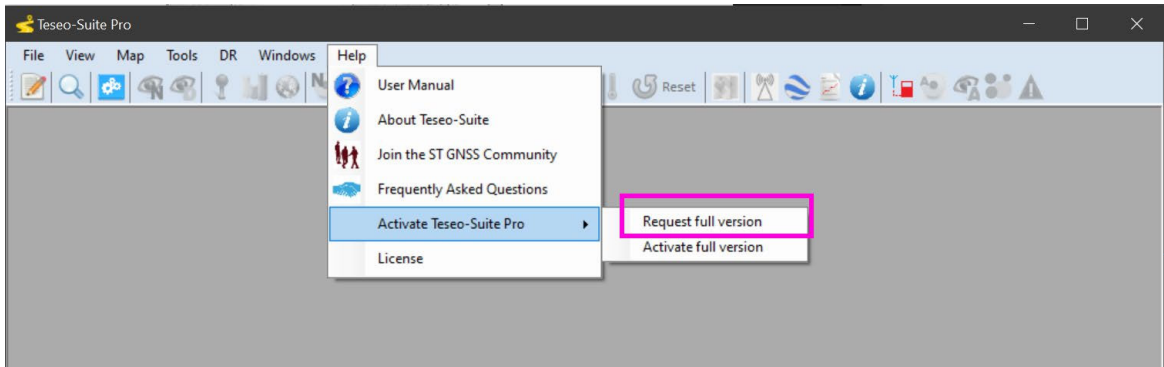 Teseo-Suite Pro
File View Map Tools DR Windows Help
Reset
User Manual
About Teseo-Suite
Join the ST GNSS Community
Frequently Asked Questions
Activate Teseo-Suite Pro
Request full version
Activate full version
License